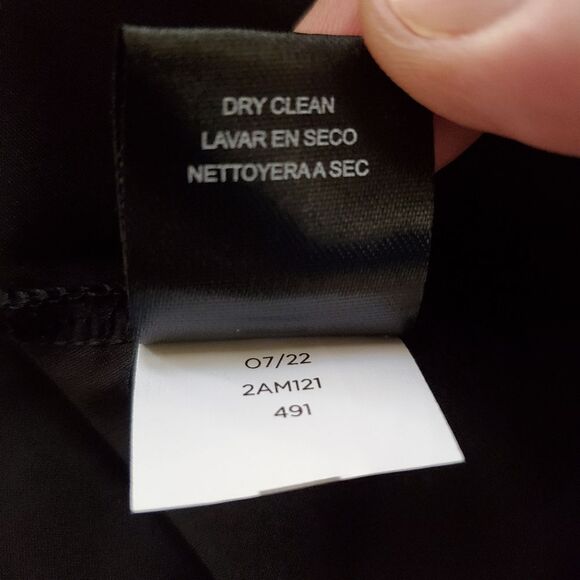 DRY CLEAN
LAVAR EN SECO
NETTOYERA A SEC
07/22
2AM121
491